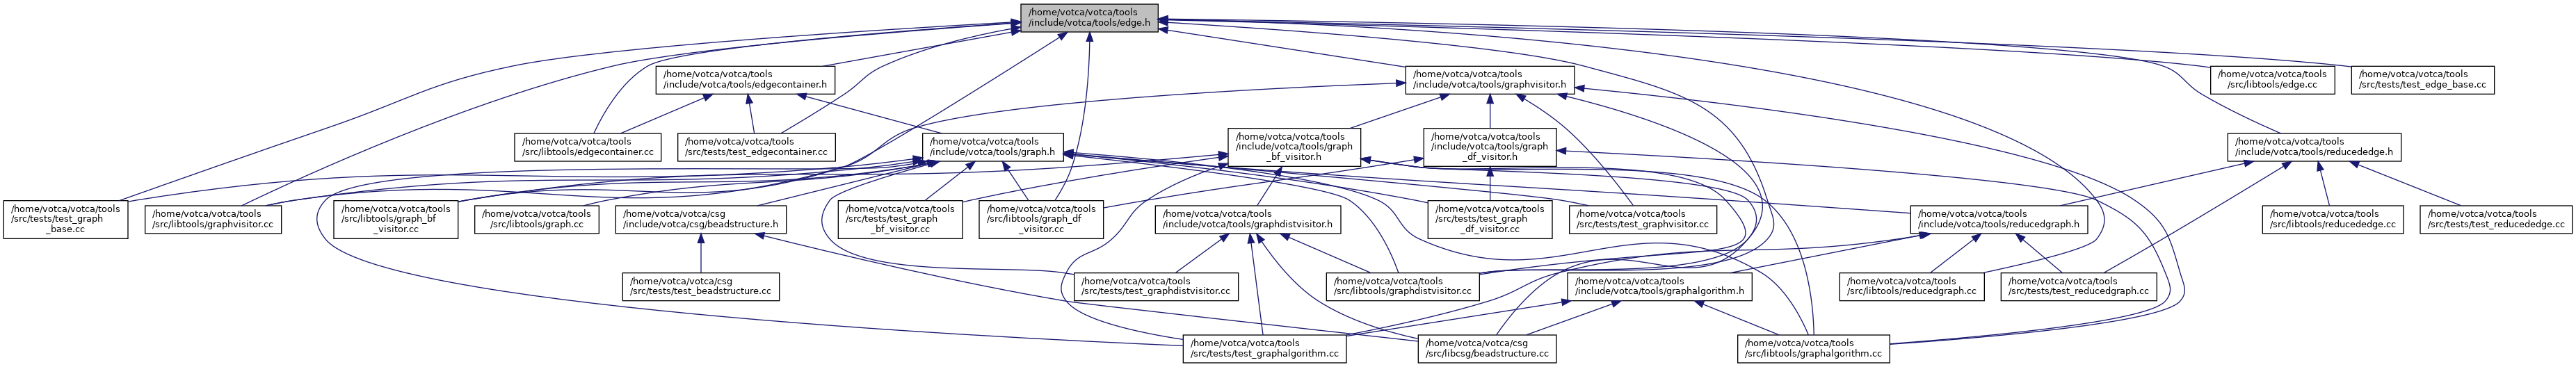 /home/votca/votca/tools
/include/votca/tools/edge.h
/home/votca/votca/tools
/include/votca/tools/edgecontainer.h
/home/votca/votca/tools
/include/votca/tools/graphvisitor.h
/home/votca/votca/tools
/src/libtools/edge.cc
/home/votca/votca/tools
/src/tests/test_edge_base.cc
/home/votca/votca/tools
/src/libtools/edgecontainer.cc
/home/votca/votca/tools
/src/tests/test_edgecontainer.cc
/home/votca/votca/tools
/include/votca/tools/graph.h
/home/votca/votca/tools
/include/votca/tools/graph
_bf_visitor.h
/home/votca/votca/tools
/include/votca/tools/graph
_df_visitor.h
/home/votca/votca/tools
/include/votca/tools/reducededge.h
/home/votca/votca/tools
/src/tests/test_graph
_base.cc
/home/votca/votca/tools
/src/libtools/graphvisitor.cc
/home/votca/votca/tools
/src/libtools/graph_bf
_visitor.cc
/home/votca/votca/tools
/src/libtools/graph.cc
/home/votca/votca/csg
/include/votca/csg/beadstructure.h
/home/votca/votca/tools
/src/tests/test_graph
_bf_visitor.cc
/home/votca/votca/tools
/src/libtools/graph_df
_visitor.cc
/home/votca/votca/tools
/include/votca/tools/graphdistvisitor.h
/home/votca/votca/tools
/src/tests/test_graph
_df_visitor.cc
/home/votca/votca/tools
/src/tests/test_graphvisitor.cc
/home/votca/votca/tools
/include/votca/tools/reducedgraph.h
/home/votca/votca/tools
/src/libtools/reducededge.cc
/home/votca/votca/tools
/src/tests/test_reducededge.cc
/home/votca/votca/csg
/src/tests/test_beadstructure.cc
/home/votca/votca/tools
/src/tests/test_graphdistvisitor.cc
/home/votca/votca/tools
/src/libtools/graphdistvisitor.cc
/home/votca/votca/tools
/include/votca/tools/graphalgorithm.h
/home/votca/votca/tools
/src/libtools/reducedgraph.cc
/home/votca/votca/tools
/src/tests/test_reducedgraph.cc
/home/votca/votca/tools
/src/tests/test_graphalgorithm.cc
/home/votca/votca/csg
/src/libcsg/beadstructure.cc
/home/votca/votca/tools
/src/libtools/graphalgorithm.cc